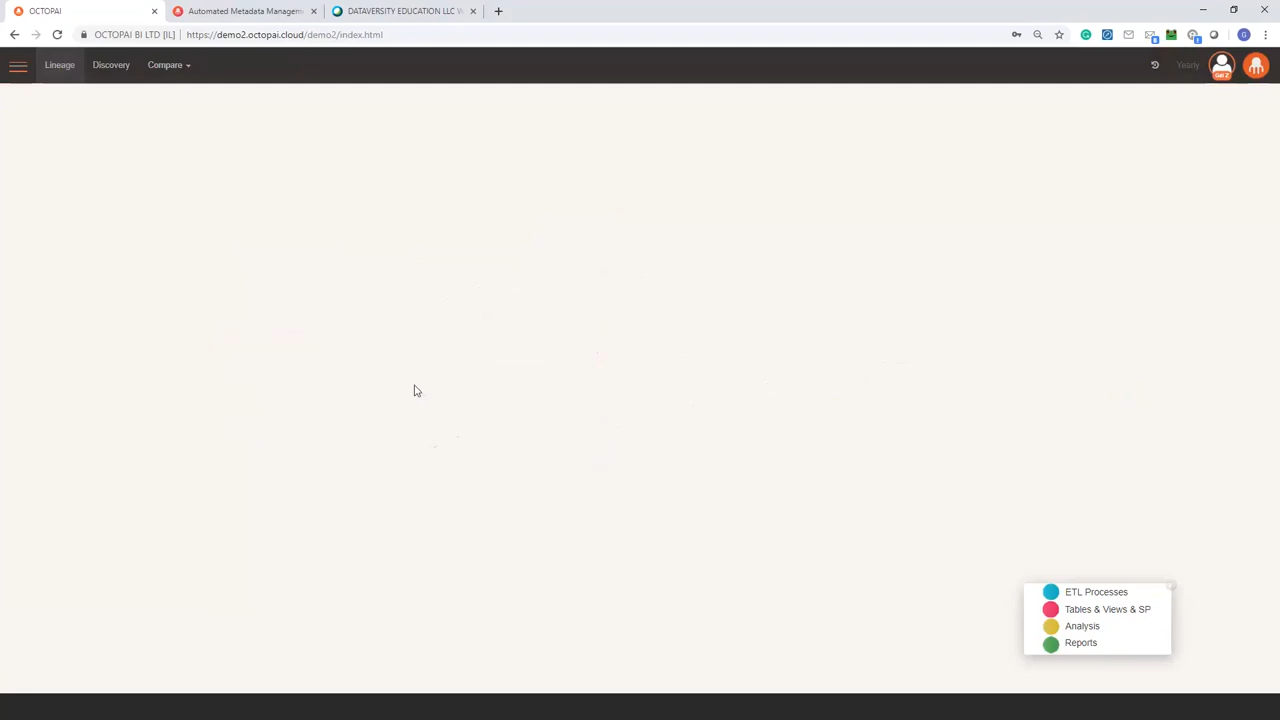 OCTOPAI
Automated Metadata Managem
DATAVERSITY EDUCATION LLC W
OCTOPAI BI LTD [IL] | https://demo2.octopai.cloud/demo2/index.html
Lineage Discovery Compare Yearly
Gal Z
ETL Processes
Tables & Views & SP
Analysis
Reports